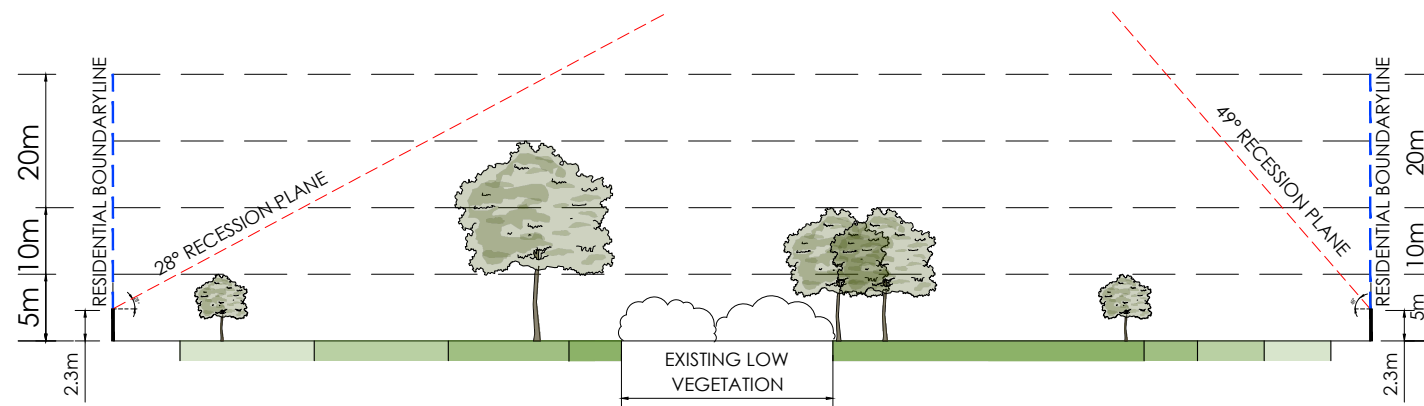 RESIDENTIAL BOUNDARYLINE
20m
10m
5m
2.3m
28° RECESSION PLANE
EXISTING LOW
VEGETATION
49° RECESSION PLANE
RESIDENTIAL BOUNDARYLINE
20m
10m
5m
2.3m